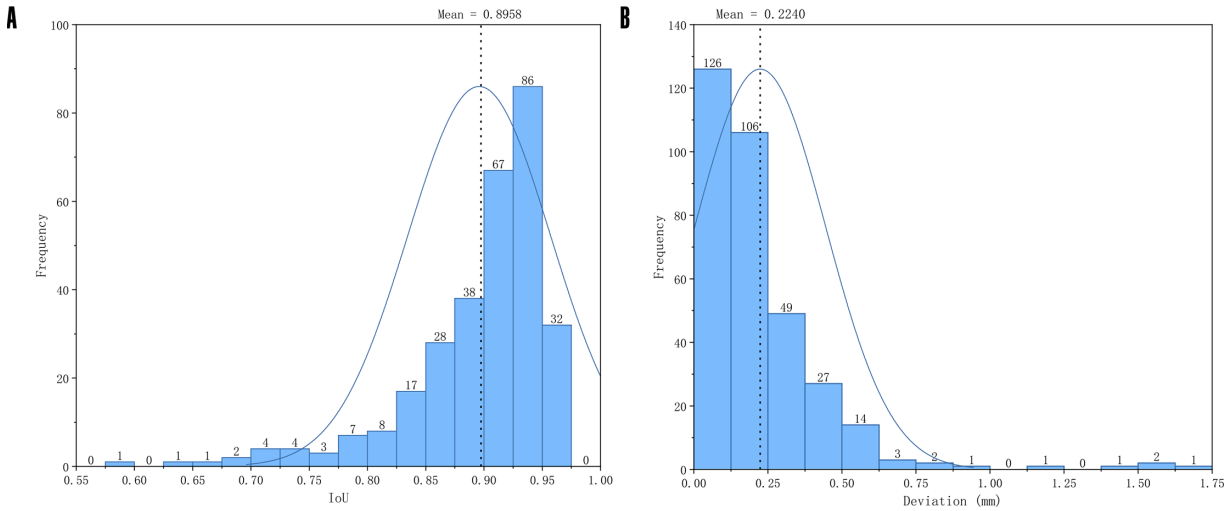 A
Mean = 0.8958
100
80
60
40
20
0
Frequency
0 1 0 1 1 2 4 4 3 7 8 17 28 38 67 86 32 0
0.55 0.60 0.65 0.70 0.75 0.80 0.85 0.90 0.95 1.00
IoU
B
Mean = 0.2240
140
120
100
80
60
40
20
0
Frequency
126 106 49 27 14 3 2 1 0 1 0 1 2 1
0.00 0.25 0.50 0.75 1.00 1.25 1.50 1.75
Deviation (mm)